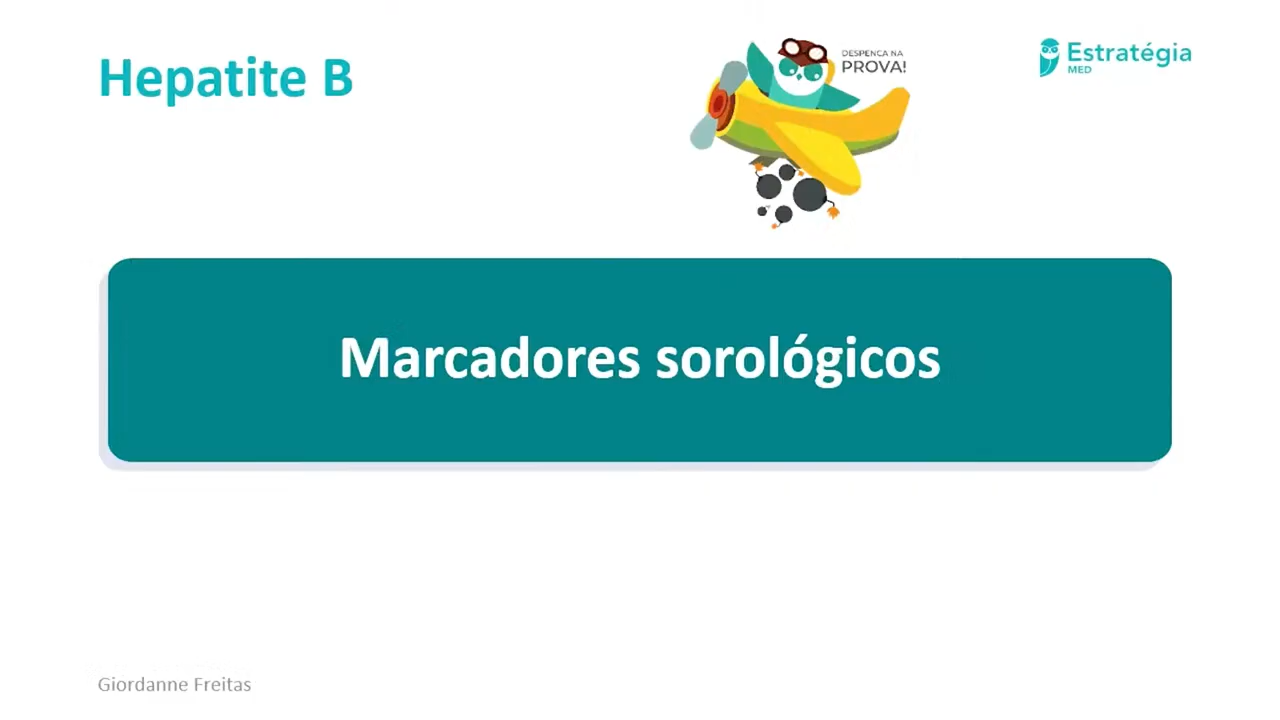 Hepatite B
DESPENCA NA
PROVA!
Estratégia
MED
Marcadores sorológicos
Giordanne Freitas